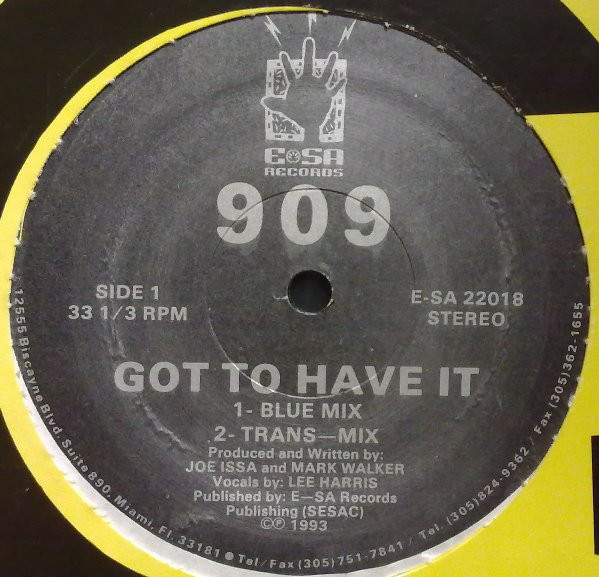 E-SA
RECORDS
909
SIDE 1
33 1/3 RPM
E-SA 22018
STEREO
GOT TO HAVE IT
1- BLUE MIX
2- TRANS—MIX
Produced and Written by:
JOE ISSA and MARK WALKER
Vocals by: LEE HARRIS
Published by: E—SA Records
Publishing (SESAC)
©℗ 1993
12555 Biscayne Blvd. Suite 890, Miami, Fl. 33181 ● Tel/Fax (305)751-7841 / Tel. (305)824-9362 / Fax (305)362-1655